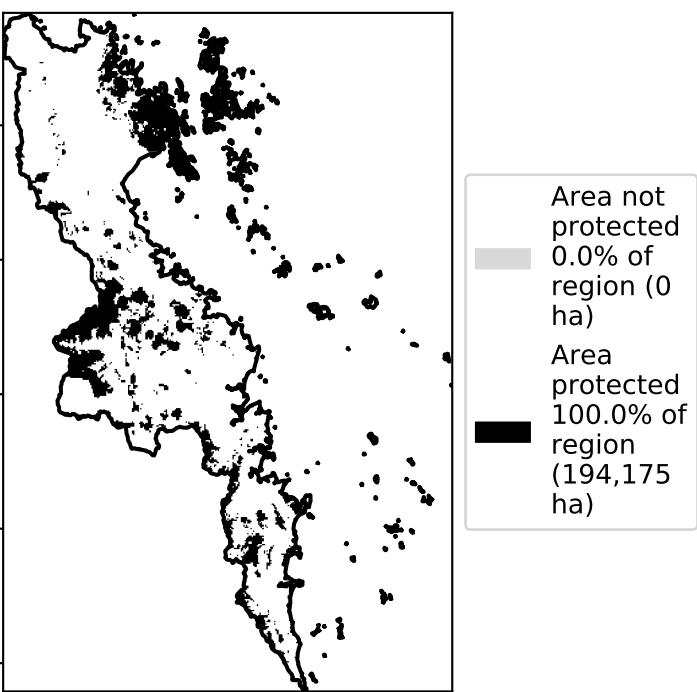 Area not
protected
0.0% of
region (0
ha)
Area
protected
100.0% of
region
(194,175
ha)